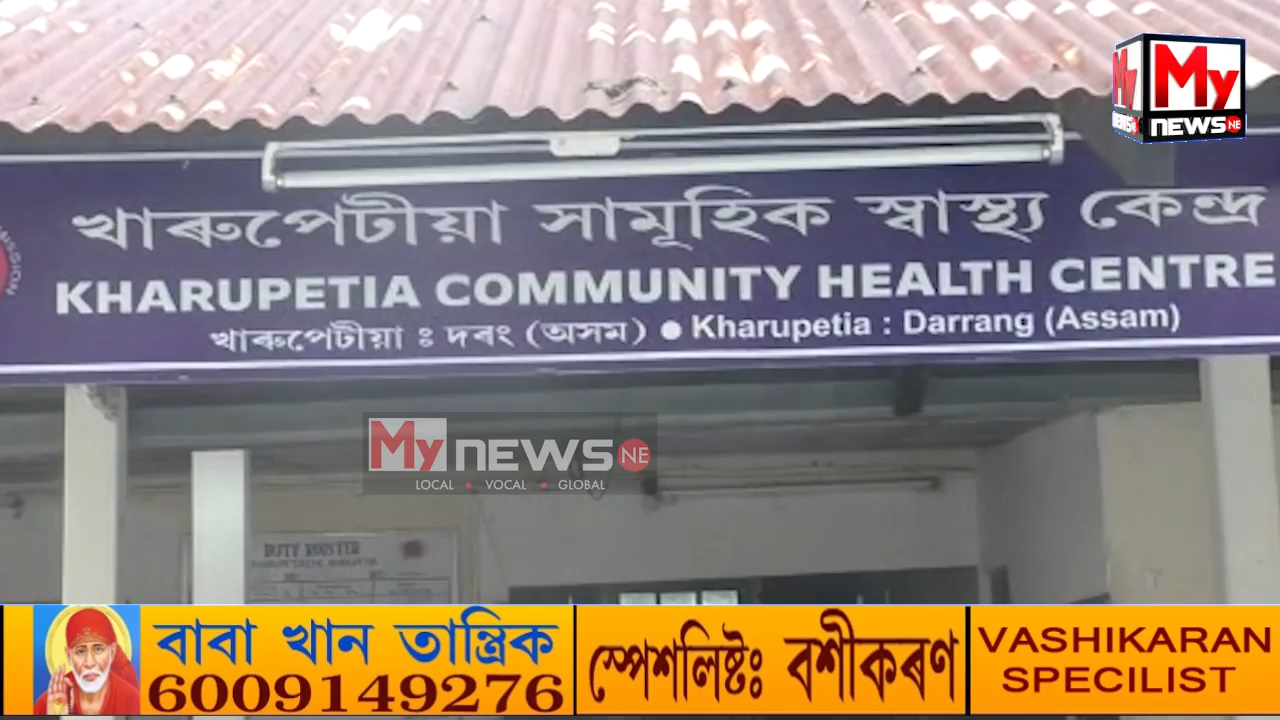 My
NEWS NE
খাৰুপেটীয়া সামূহিক স্বাস্থ্য কেন্দ্ৰ
KHARUPETIA COMMUNITY HEALTH CENTRE
খাৰুপেটীয়া : দৰং (অসম) ● Kharupetia : Darrang (Assam)
My NEWS NE
LOCAL • VOCAL • GLOBAL
DUTY ROOSTER
বাবা খান তান্ত্ৰিক
6009149276
স্পেশলিষ্টঃ বশীকৰণ
VASHIKARAN
SPECILIST